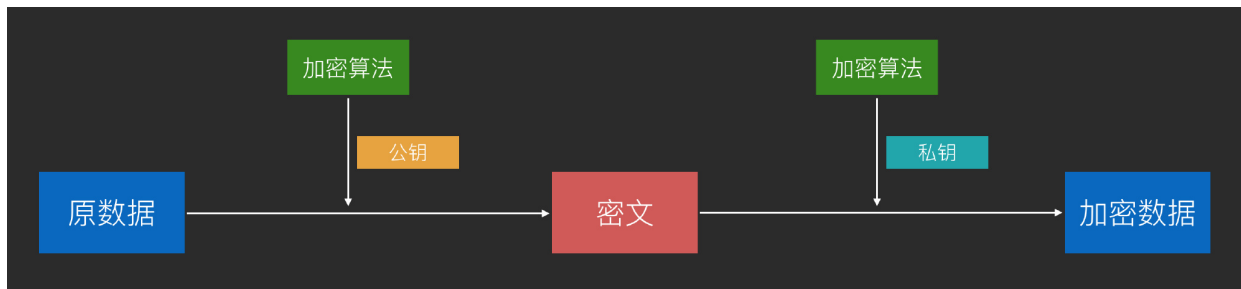 加密算法
加密算法
公钥
私钥
原数据
密文
加密数据